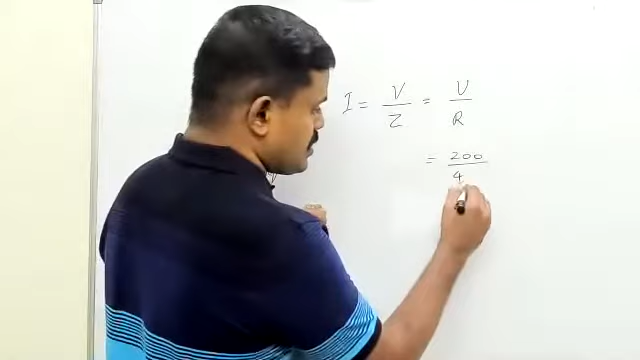 I = V/Z = V/R
= 200/4